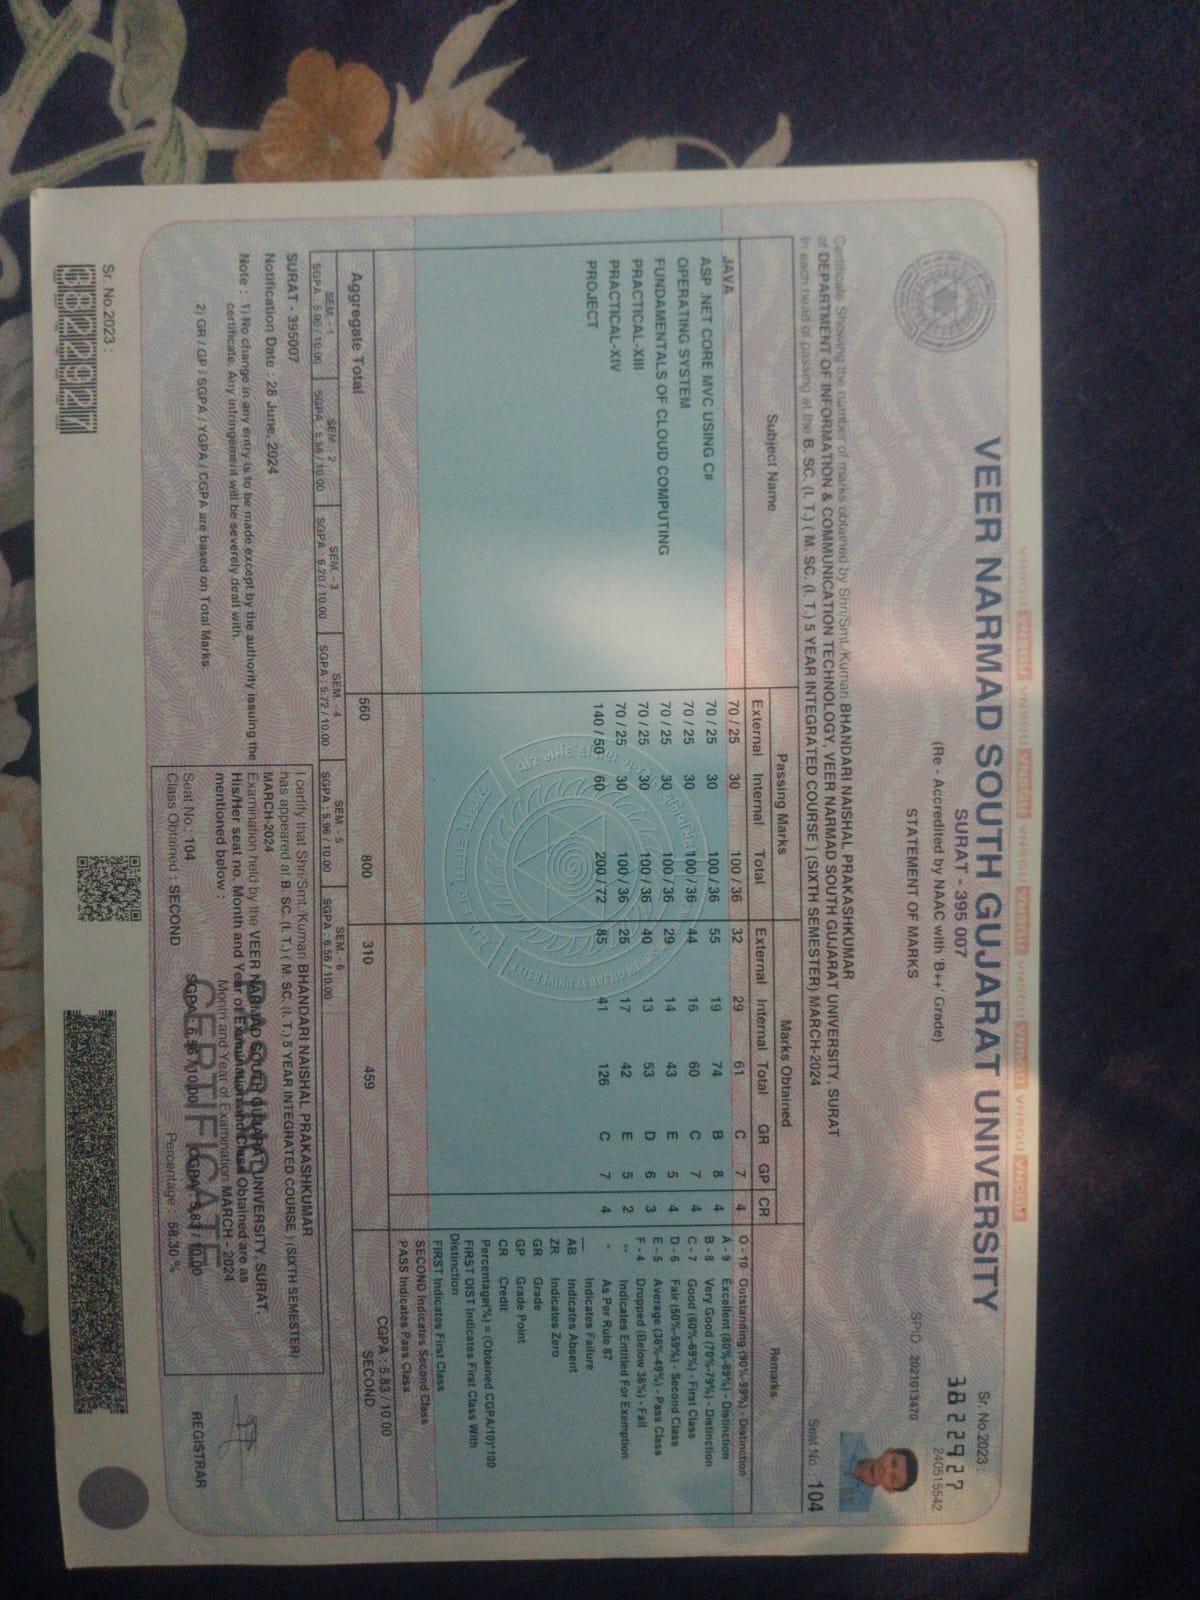 VNSGU VNSGU VNSGU VNSGU VNSGU VNSGU VNSGU VNSGU VNSGU VNSGU
VEER NARMAD SOUTH GUJARAT UNIVERSITY
SURAT - 395 007
(Re - Accredited by NAAC with 'B++' Grade)
STATEMENT OF MARKS
Sr. No.2023 :
3822927
240515542
SPID : 2021013470
Certificate Showing the number of marks obtained by Shri/Smt./Kumari BHANDARI NAISHAL PRAKASHKUMAR
of DEPARTMENT OF INFORMATION & COMMUNICATION TECHNOLOGY, VEER NARMAD SOUTH GUJARAT UNIVERSITY, SURAT
In each head of passing at the B. SC. (I. T.) ( M. SC. (I. T.) 5 YEAR INTEGRATED COURSE ) (SIXTH SEMESTER) MARCH-2024
Seat No. : 104
Subject Name Passing Marks Marks Obtained Remarks
External Internal Total External Internal Total GR GP CR
JAVA 70 / 25 30 100 / 36 32 29 61 C 7 4
ASP .NET CORE MVC USING C# 70 / 25 30 100 / 36 55 19 74 B 8 4
OPERATING SYSTEM 70 / 25 30 100 / 36 44 16 60 C 7 4
FUNDAMENTALS OF CLOUD COMPUTING 70 / 25 30 100 / 36 29 14 43 E 5 4
PRACTICAL-XIII 70 / 25 30 100 / 36 40 13 53 D 6 3
PRACTICAL-XIV 70 / 25 30 100 / 36 25 17 42 E 5 2
PROJECT 140 / 50 60 200 / 72 85 41 126 C 7 4
O - 10 Outstanding (90%-99%) - Distinction
A - 9 Excellent (80%-89%) - Distinction
B - 8 Very Good (70%-79%) - Distinction
C - 7 Good (60%-69%) - First Class
D - 6 Fair (50%-59%) - Second Class
E - 5 Average (36%-49%) - Pass Class
F - 4 Dropped (Below 36%) - Fail
** Indicates Entitled For Exemption
* As Per Rule 87
__ Indicates Failure
AB Indicates Absent
ZR Indicates Zero
GR Grade
GP Grade Point
CR Credit
Percentage(%) = (Obtained CGPA/10)*100
FIRST DIST Indicates First Class With
Distinction
FIRST Indicates First Class
SECOND Indicates Second Class
PASS Indicates Pass Class
Aggregate Total 560 800 310 459
CGPA : 5.83 / 10.00
SECOND
SEM. - 1 SEM. - 2 SEM. - 3 SEM. - 4 SEM. - 5 SEM. - 6
SGPA : 5.00 / 10.00 SGPA : 5.56 / 10.00 SGPA : 6.20 / 10.00 SGPA : 5.72 / 10.00 SGPA : 5.96 / 10.00 SGPA : 6.56 / 10.00
SURAT - 395007
Notification Date : 28 June, 2024
Note : 1) No change in any entry is to be made except by the authority issuing the
certificate. Any infringement will be severely dealt with.
2) GR / GP / SGPA / YGPA / CGPA are based on Total Marks.
I certify that Shri/Smt./Kumari BHANDARI NAISHAL PRAKASHKUMAR
has appeared at B. SC. (I. T.) ( M. SC. (I. T.) 5 YEAR INTEGRATED COURSE ) (SIXTH SEMESTER)
MARCH-2024
Examination held by the VEER NARMAD SOUTH GUJARAT UNIVERSITY, SURAT.
His/Her seat no. Month and Year of Examination and Class Obtained are as
mentioned below :
Month and Year of Examination MARCH - 2024
Seat No.: 104 SGPA : 6.56 / 10.00 CGPA : 5.83 / 10.00
Class Obtained : SECOND Percentage : 58.30 %
PASSING
CERTIFICATE
REGISTRAR
Sr. No.2023 :
3822927